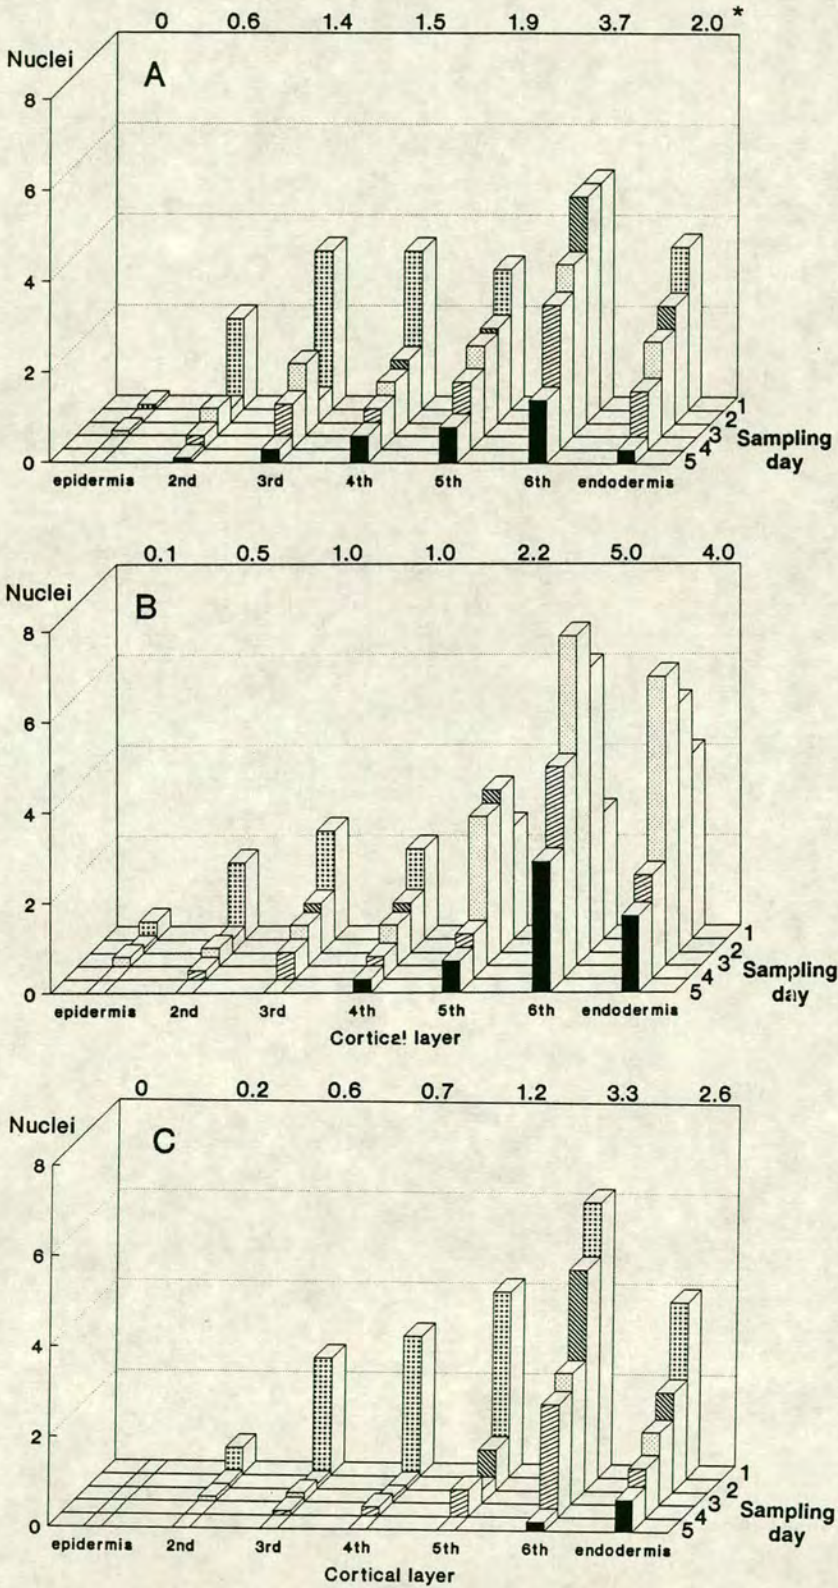 0 0.6 1.4 1.5 1.9 3.7 2.0 *
Nuclei
A
8
6
4
2
0
1
2
3
4
5
Sampling
day
epidermis 2nd 3rd 4th 5th 6th endodermis
0.1 0.5 1.0 1.0 2.2 5.0 4.0
Nuclei
B
8
6
4
2
0
1
2
3
4
5
Sampling
day
epidermis 2nd 3rd 4th 5th 6th endodermis
Cortical layer
0 0.2 0.6 0.7 1.2 3.3 2.6
Nuclei
C
8
6
4
2
0
1
2
3
4
5
Sampling
day
epidermis 2nd 3rd 4th 5th 6th endodermis
Cortical layer